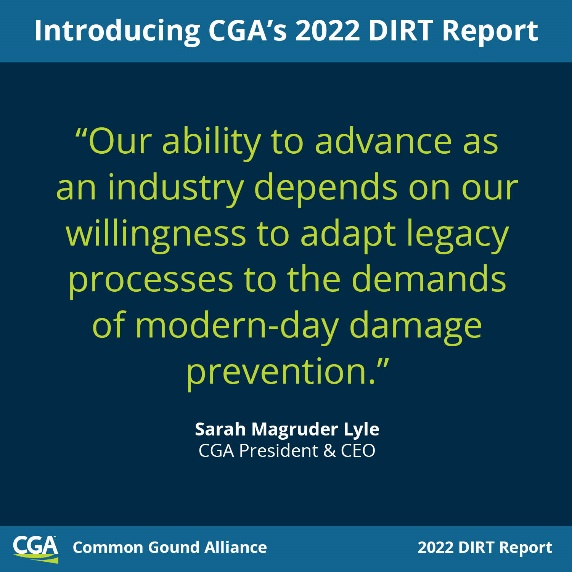 Introducing CGA’s 2022 DIRT Report
“Our ability to advance as
an industry depends on our
willingness to adapt legacy
processes to the demands
of modern-day damage
prevention.”
Sarah Magruder Lyle
CGA President & CEO
CGA Common Gound Alliance 2022 DIRT Report